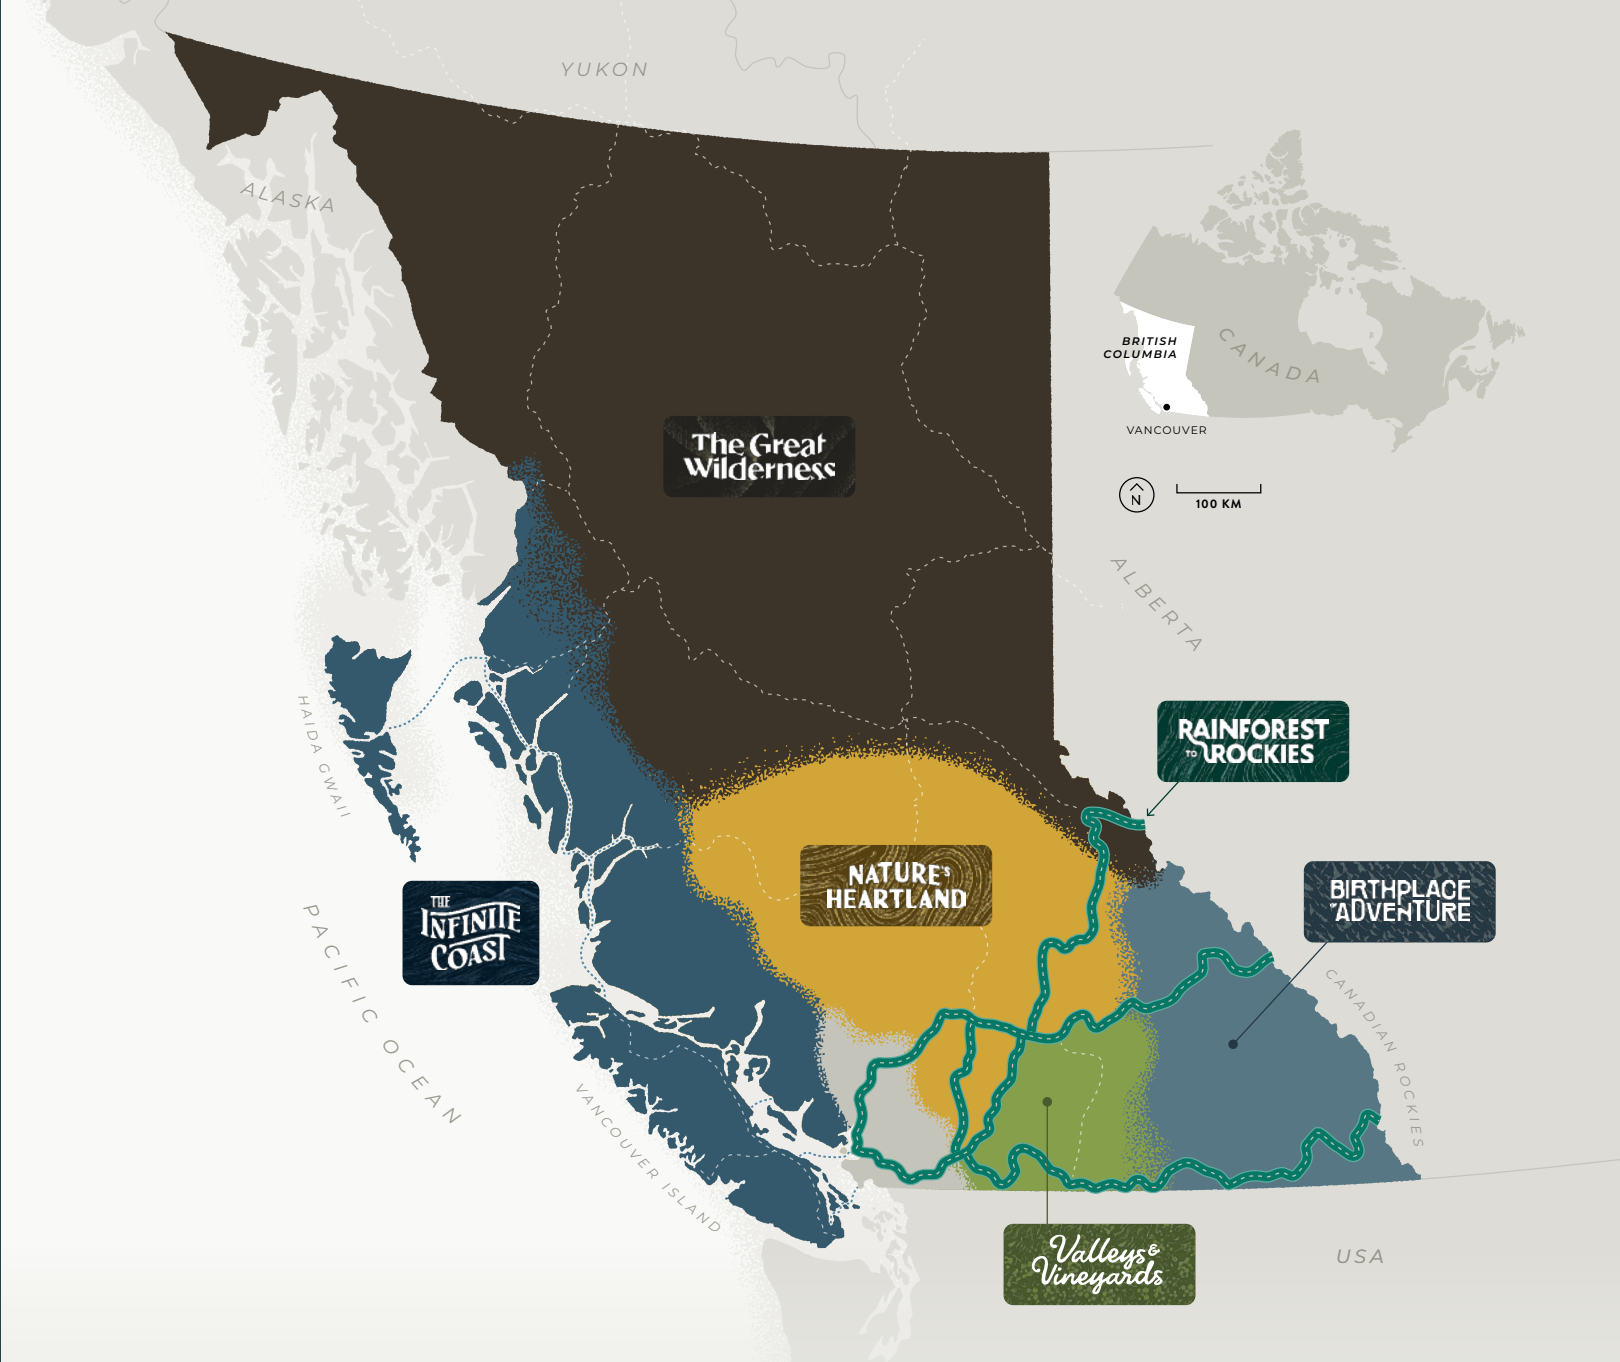 YUKON
ALASKA
BRITISH
COLUMBIA
CANADA
VANCOUVER
The Great
Wilderness
N
100 KM
ALBERTA
HAIDA GWAII
RAINFOREST
TO ROCKIES
NATURE'S
HEARTLAND
BIRTHPLACE
OF ADVENTURE
THE
INFINITE
COAST
PACIFIC OCEAN
CANADIAN ROCKIES
VANCOUVER ISLAND
Valleys &
Vineyards
USA